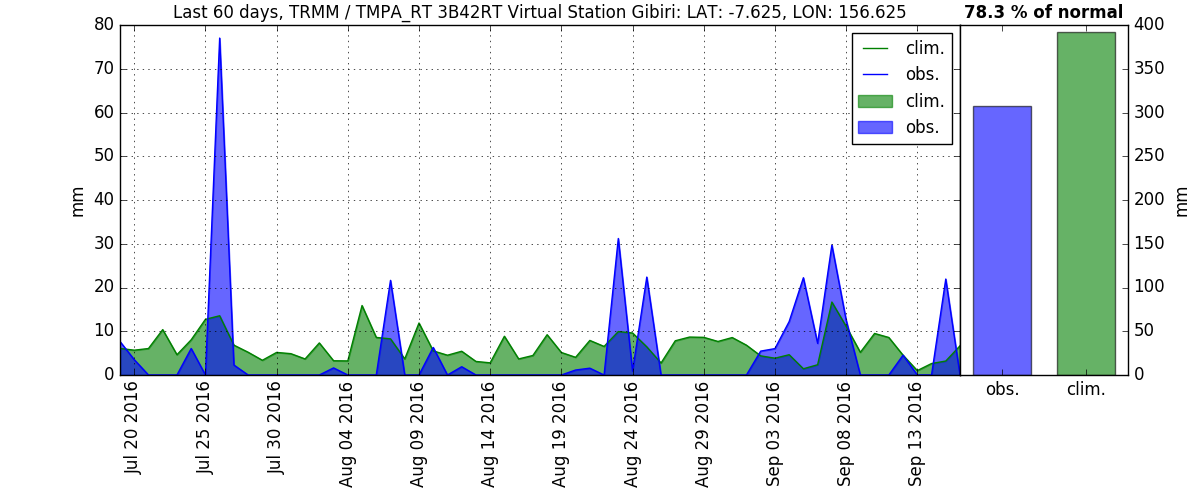 Last 60 days, TRMM / TMPA_RT 3B42RT Virtual Station Gibiri: LAT: -7.625, LON: 156.625
78.3 % of normal
80
70
60
50
40
30
20
10
0
mm
clim.
obs.
clim.
obs.
400
350
300
250
200
150
100
50
0
mm
Jul 20 2016
Jul 25 2016
Jul 30 2016
Aug 04 2016
Aug 09 2016
Aug 14 2016
Aug 19 2016
Aug 24 2016
Aug 29 2016
Sep 03 2016
Sep 08 2016
Sep 13 2016
obs.
clim.